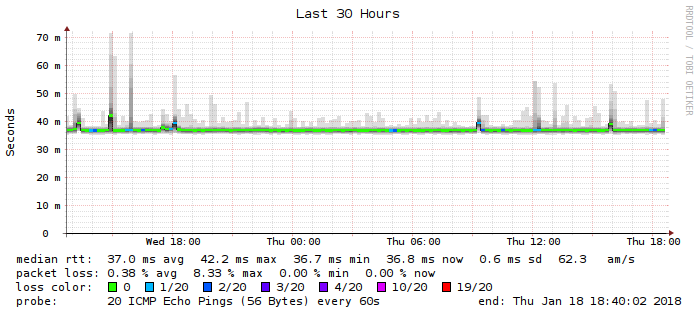 Last 30 Hours
RRDTOOL / TOBI OETIKER
Seconds
70 m
60 m
50 m
40 m
30 m
20 m
10 m
0
Wed 18:00 Thu 00:00 Thu 06:00 Thu 12:00 Thu 18:00
median rtt: 37.0 ms avg 42.2 ms max 36.7 ms min 36.8 ms now 0.6 ms sd 62.3 am/s
packet loss: 0.38 % avg 8.33 % max 0.00 % min 0.00 % now
loss color: 0 1/20 2/20 3/20 4/20 10/20 19/20
probe: 20 ICMP Echo Pings (56 Bytes) every 60s end: Thu Jan 18 18:40:02 2018